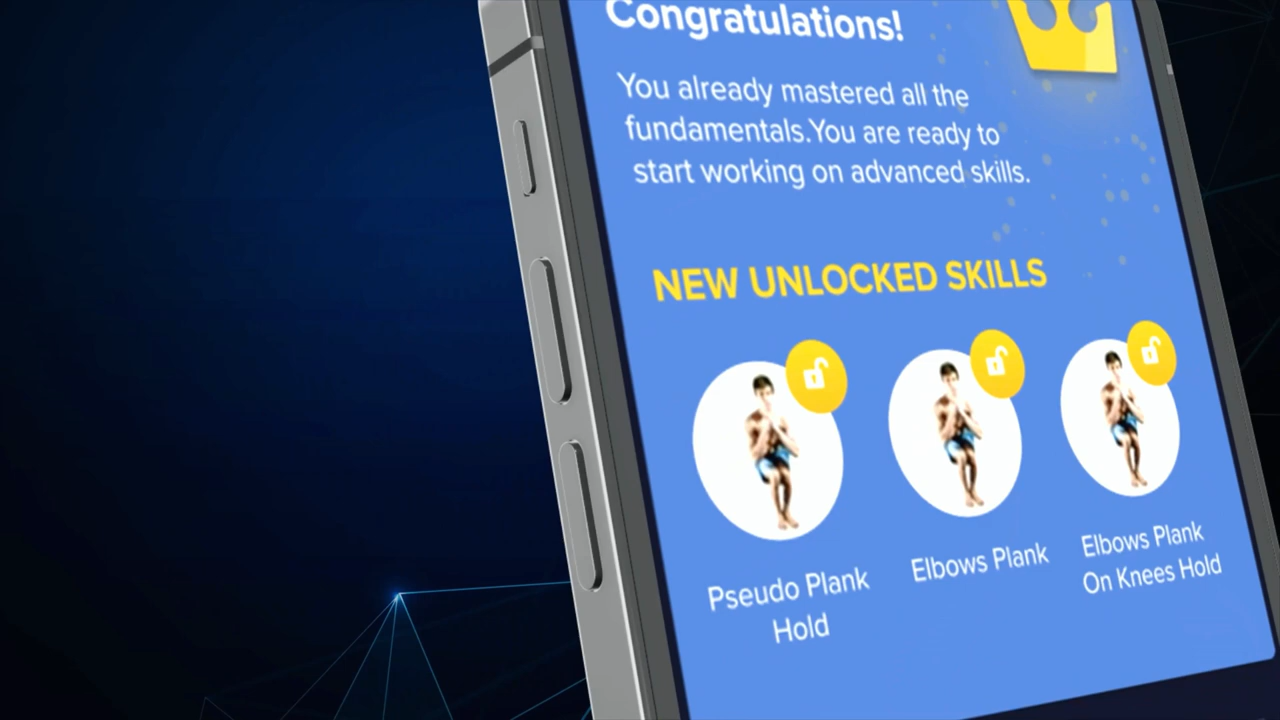 Congratulations!
You already mastered all the
fundamentals.You are ready to
start working on advanced skills.
NEW UNLOCKED SKILLS
Pseudo Plank
Hold
Elbows Plank
Elbows Plank
On Knees Hold